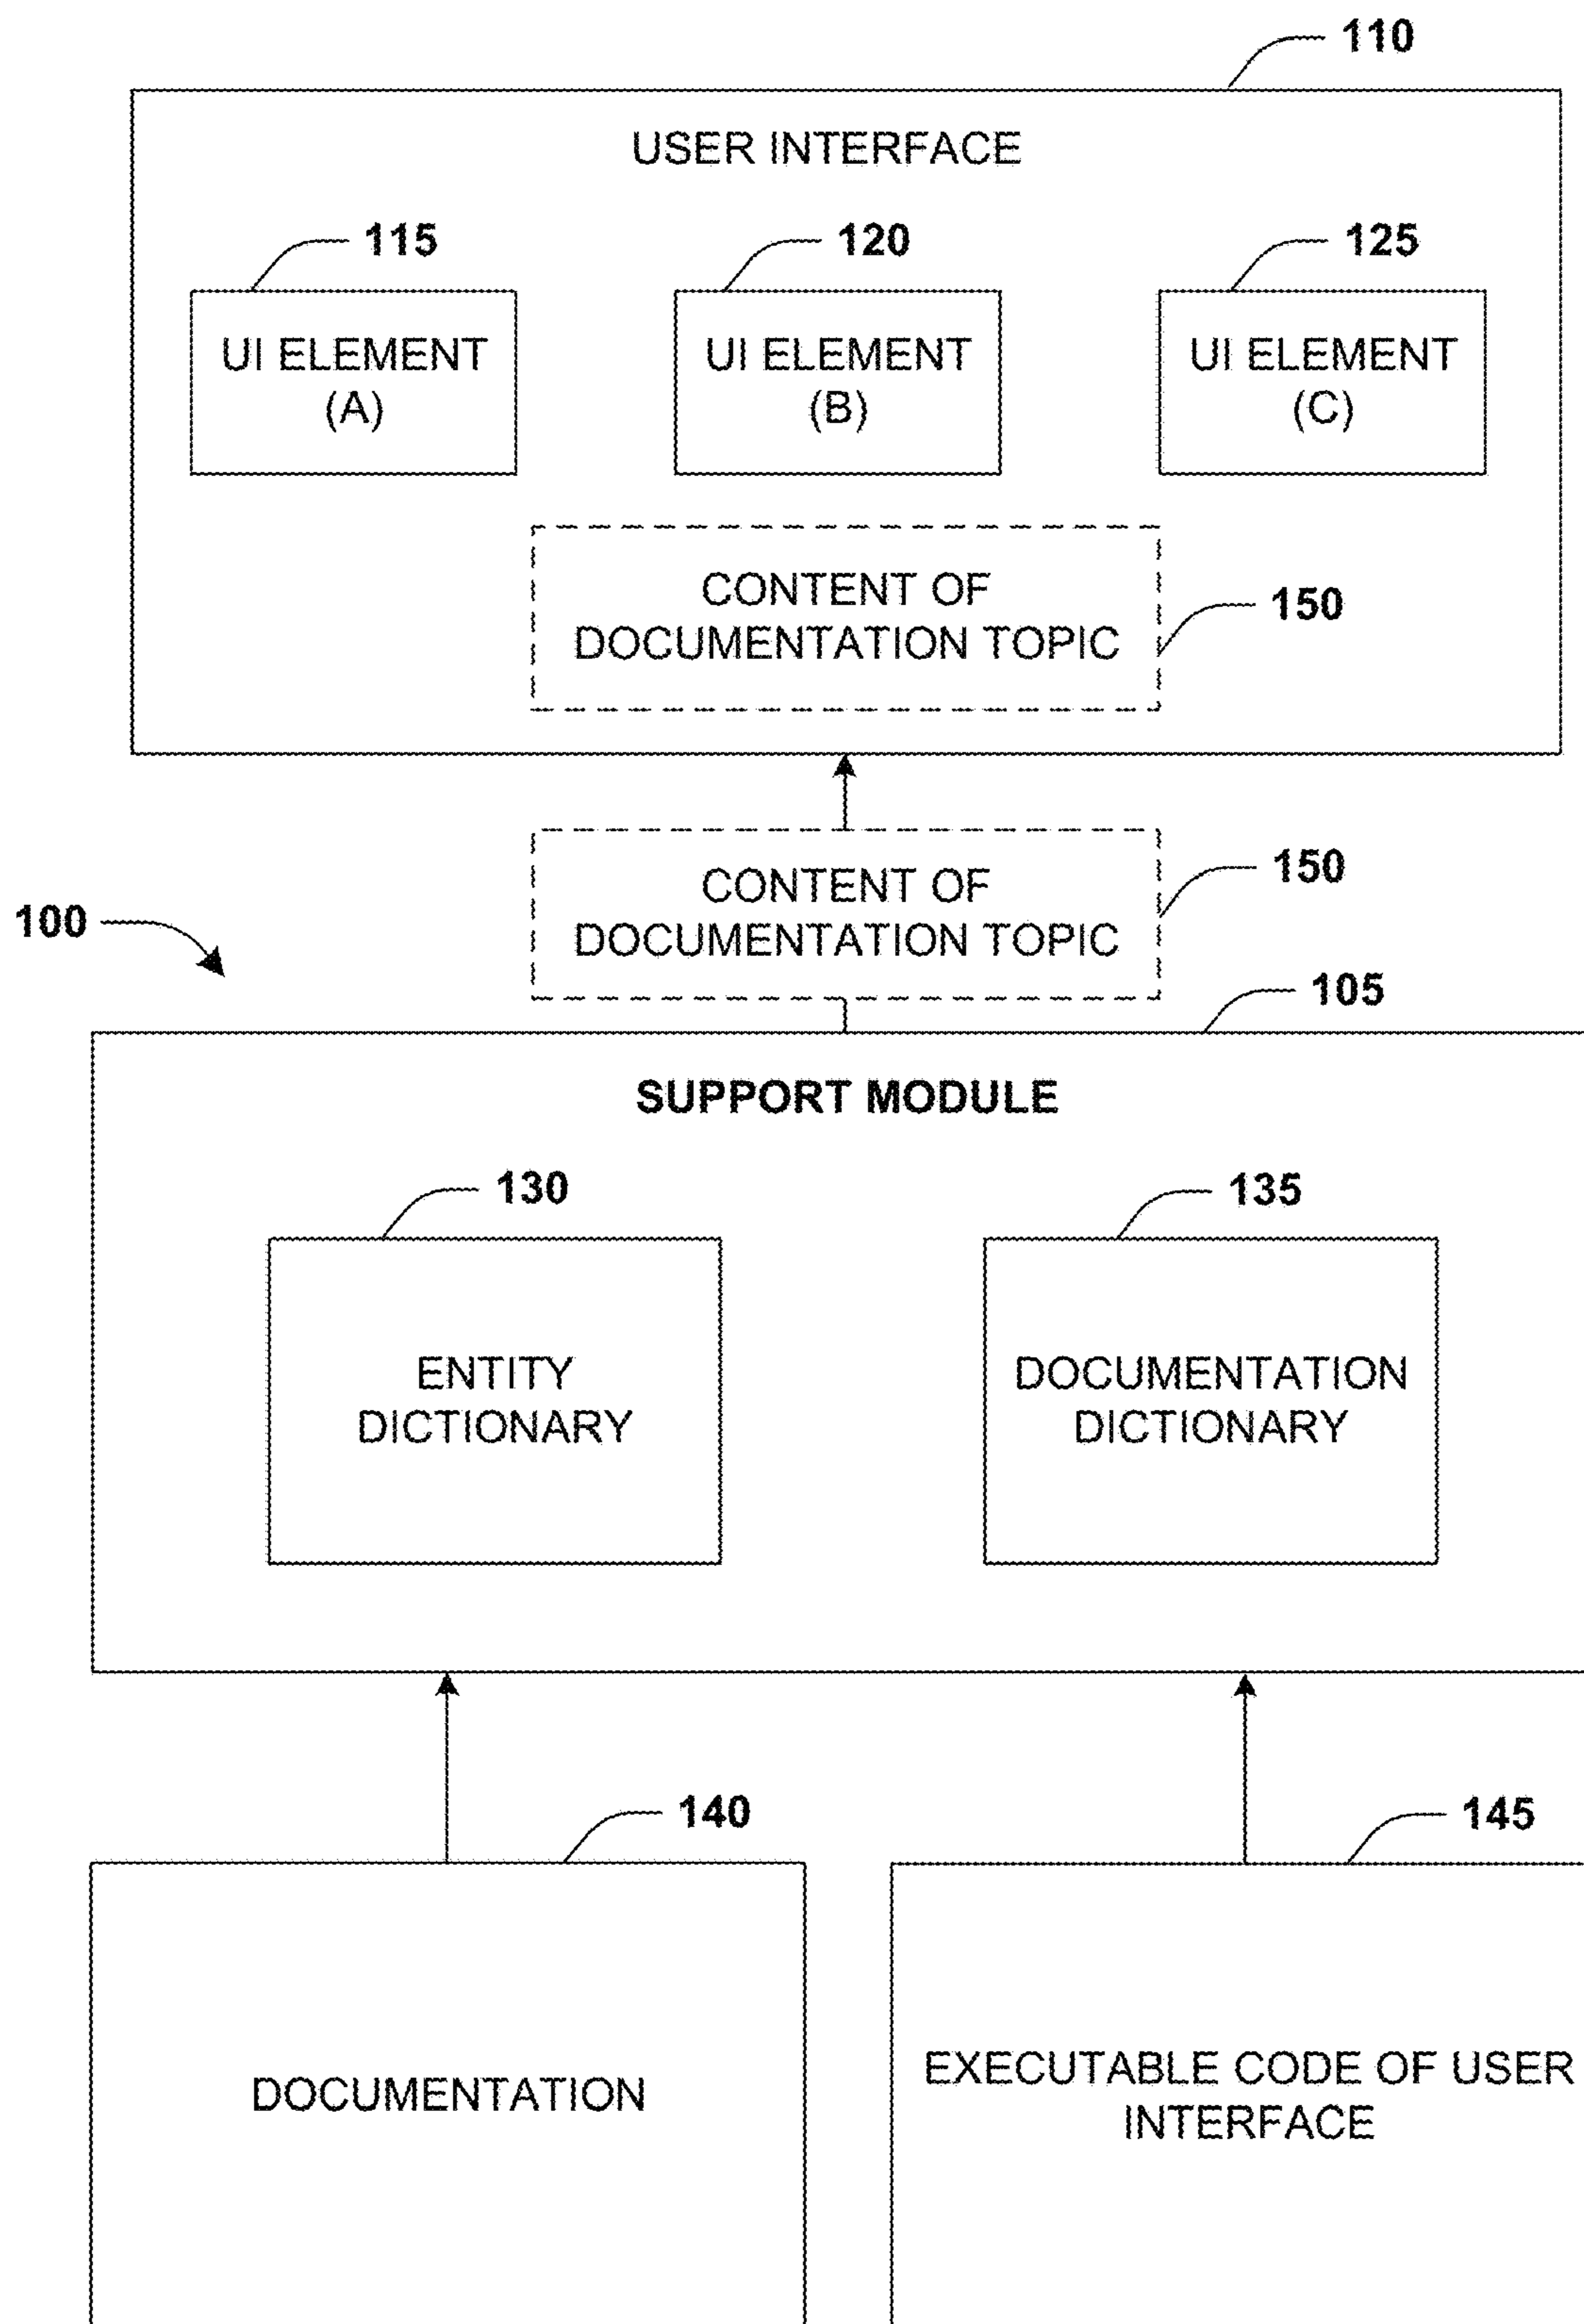 110
USER INTERFACE
115
120
125
UI ELEMENT
(A)
UI ELEMENT
(B)
UI ELEMENT
(C)
CONTENT OF
DOCUMENTATION TOPIC
150
CONTENT OF
DOCUMENTATION TOPIC
150
100
105
SUPPORT MODULE
130
135
ENTITY
DICTIONARY
DOCUMENTATION
DICTIONARY
140
145
DOCUMENTATION
EXECUTABLE CODE OF USER
INTERFACE